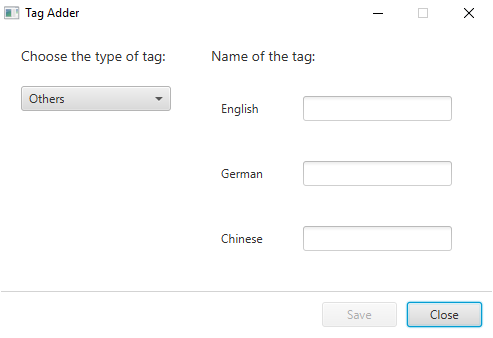 Tag Adder
Choose the type of tag:
Name of the tag:
Others
English
German
Chinese
Save
Close